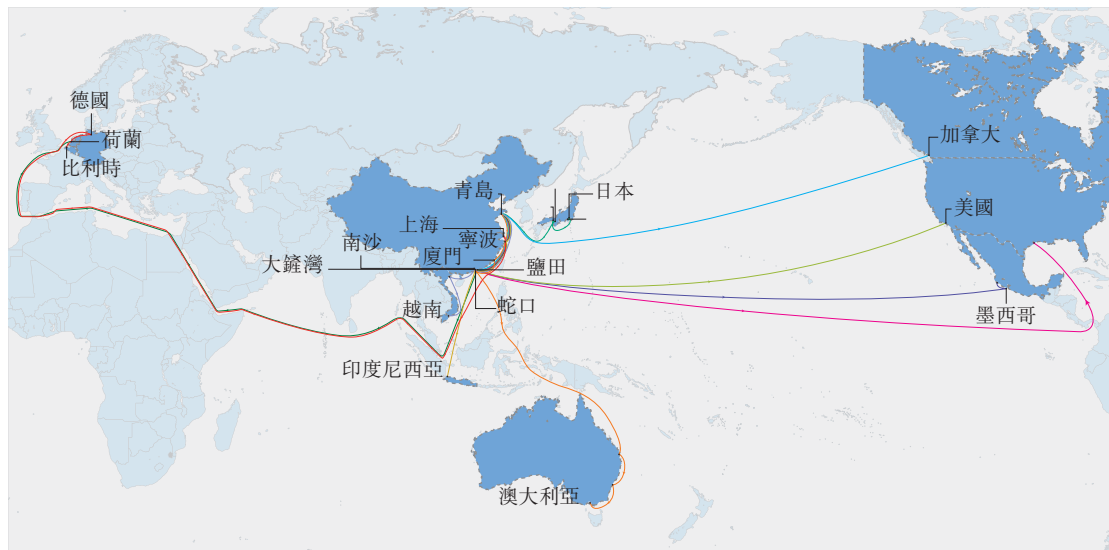 德國
荷蘭
比利時
加拿大
青島
日本
美國
上海
寧波
南沙
廈門
大鏟灣
鹽田
越南
蛇口
墨西哥
印度尼西亞
澳大利亞